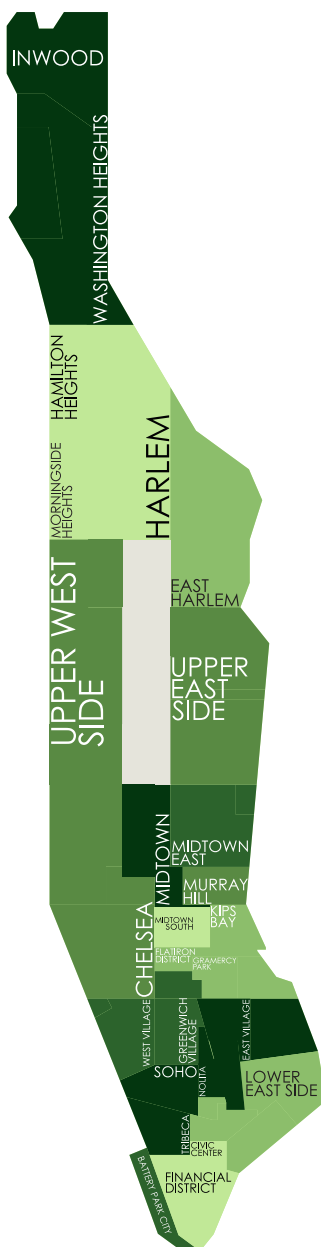 INWOOD
WASHINGTON HEIGHTS
HAMILTON
HEIGHTS
MORNINGSIDE
HEIGHTS
HARLEM
EAST
HARLEM
UPPER WEST
SIDE
UPPER
EAST
SIDE
MIDTOWN
MIDTOWN
EAST
MURRAY
HILL
KIPS
BAY
MIDTOWN
SOUTH
CHELSEA
FLATIRON
DISTRICT
GRAMERCY
PARK
WEST VILLAGE
GREENWICH
VILLAGE
EAST VILLAGE
SOHO
NOLITA
LOWER
EAST SIDE
TRIBECA
CIVIC
CENTER
BATTERY PARK CITY
FINANCIAL
DISTRICT